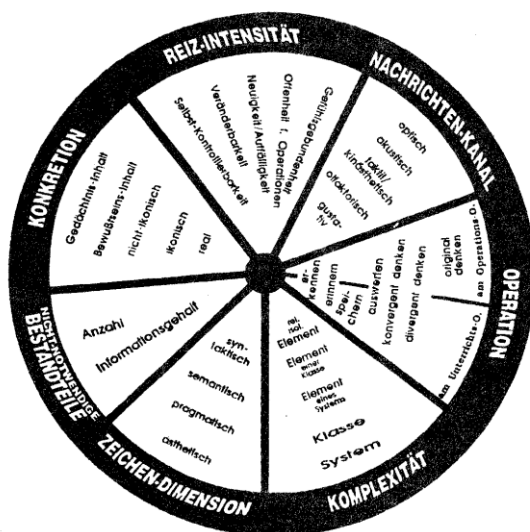 REIZ-INTENSITÄT
Selbst-Kontrollierbarkeit
Veränderbarkeit
Neuigkeit/Auffälligkeit
Offenheit f. Operationen
Gefühlsgebundenheit
NACHRICHTEN-KANAL
optisch
akustisch
taktil/
kinästhetisch
olfaktorisch
gusta-
tiv
OPERATION
er-
kennen
erinnern
spei-
chern
auswerten
konvergent denken
divergent denken
original
denken
am Operations-O.
am Unterrichts-O.
KOMPLEXITÄT
Element
Element
einer
Klasse
Element
eines
Systems
Klasse
System
ZEICHEN-DIMENSION
syn-
taktisch
semantisch
pragmatisch
ästhetisch
NICHT-NOTWENDIGE
BESTANDTEILE
Anzahl
Informationsgehalt
KONKRETION
Gedächtnis-Inhalt
Bewußtseins-Inhalt
nicht-ikonisch
ikonisch
real